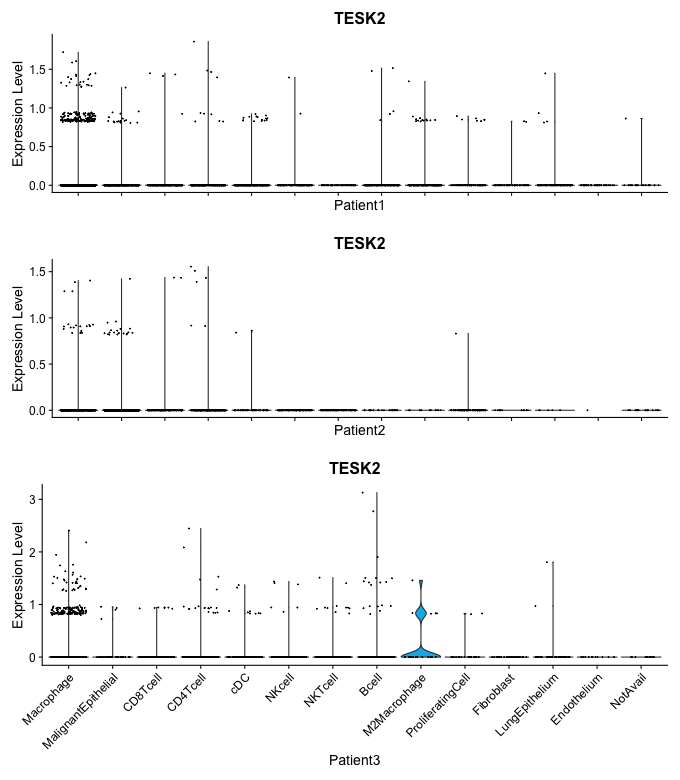 TESK2
Expression Level
1.5
1.0
0.5
0.0
Patient1
TESK2
Expression Level
1.5
1.0
0.5
0.0
Patient2
TESK2
Expression Level
3
2
1
0
Macrophage
MalignantEpithelial
CD8Tcell
CD4Tcell
cDC
NKcell
NKTcell
Bcell
M2Macrophage
ProliferatingCell
Fibroblast
LungEpithelium
Endothelium
NotAvail
Patient3